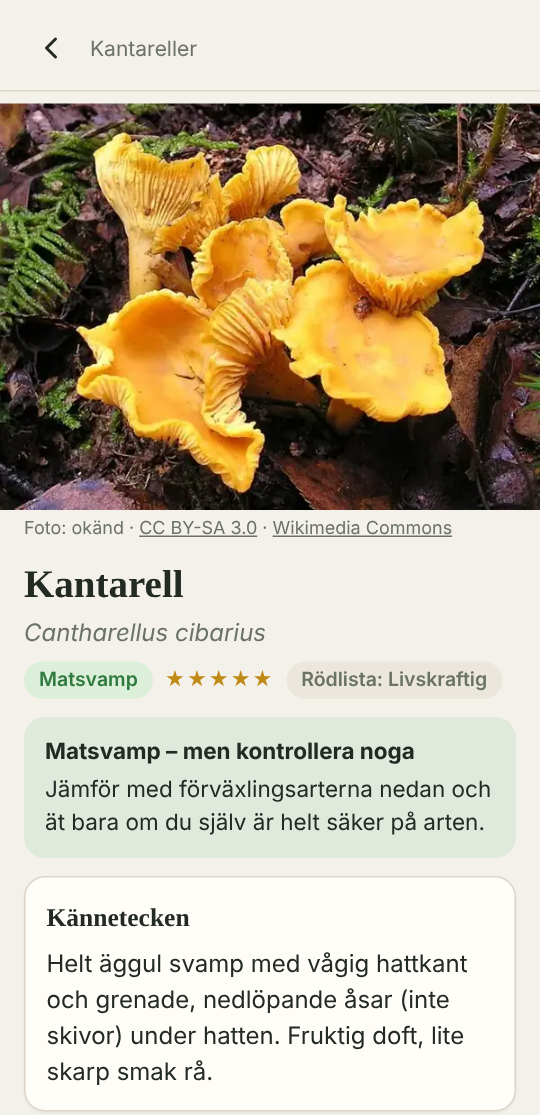 Kantareller
Foto: okänd · CC BY-SA 3.0 · Wikimedia Commons
Kantarell
Cantharellus cibarius
Matsvamp ★★★★★ Rödlista: Livskraftig
Matsvamp – men kontrollera noga
Jämför med förväxlingsarterna nedan och
ät bara om du själv är helt säker på arten.
Kännetecken
Helt äggul svamp med vågig hattkant
och grenade, nedlöpande åsar (inte
skivor) under hatten. Fruktig doft, lite
skarp smak rå.